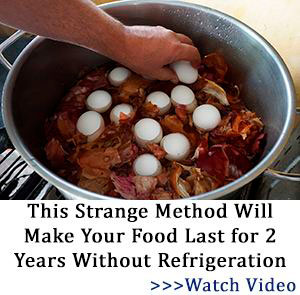 This Strange Method Will
Make Your Food Last for 2
Years Without Refrigeration
>>>Watch Video